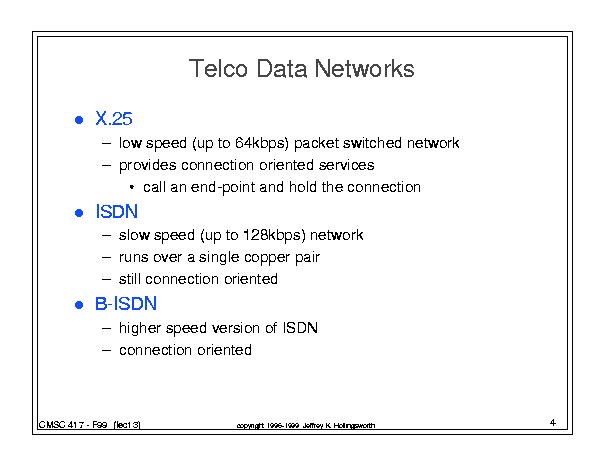 Telco Data Networks
● X.25
– low speed (up to 64kbps) packet switched network
– provides connection oriented services
• call an end-point and hold the connection
● ISDN
– slow speed (up to 128kbps) network
– runs over a single copper pair
– still connection oriented
● B-ISDN
– higher speed version of ISDN
– connection oriented
CMSC 417 - F99 (lect 3)
copyright 1996-1999 Jeffrey K. Hollingsworth
4